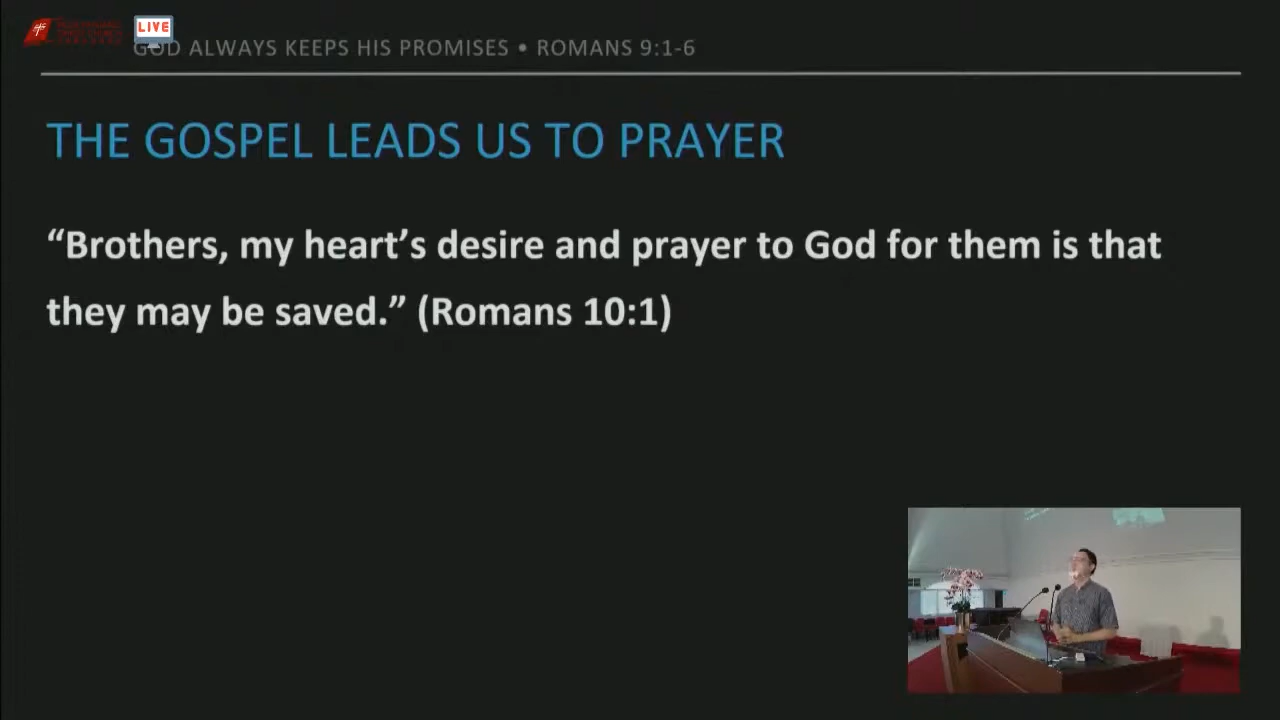 LIVE
GOD ALWAYS KEEPS HIS PROMISES • ROMANS 9:1-6
THE GOSPEL LEADS US TO PRAYER
“Brothers, my heart’s desire and prayer to God for them is that
they may be saved.” (Romans 10:1)